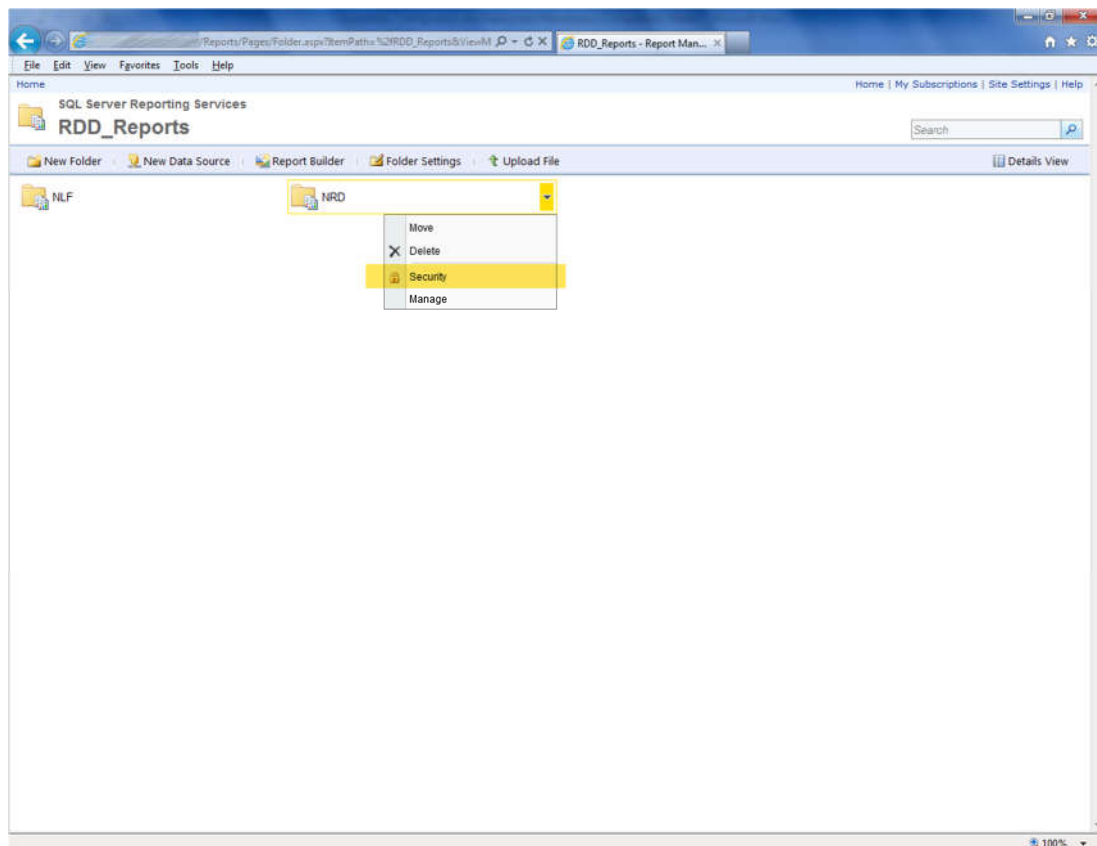 /Reports/Pages/Folder.aspx?ItemPath=%2fRDD_Reports&ViewM
RDD_Reports - Report Man...
File Edit View Favorites Tools Help
Home
Home | My Subscriptions | Site Settings | Help
SQL Server Reporting Services
RDD_Reports
Search
New Folder New Data Source Report Builder Folder Settings Upload File Details View
NLF NRD
Move
Delete
Security
Manage
100%